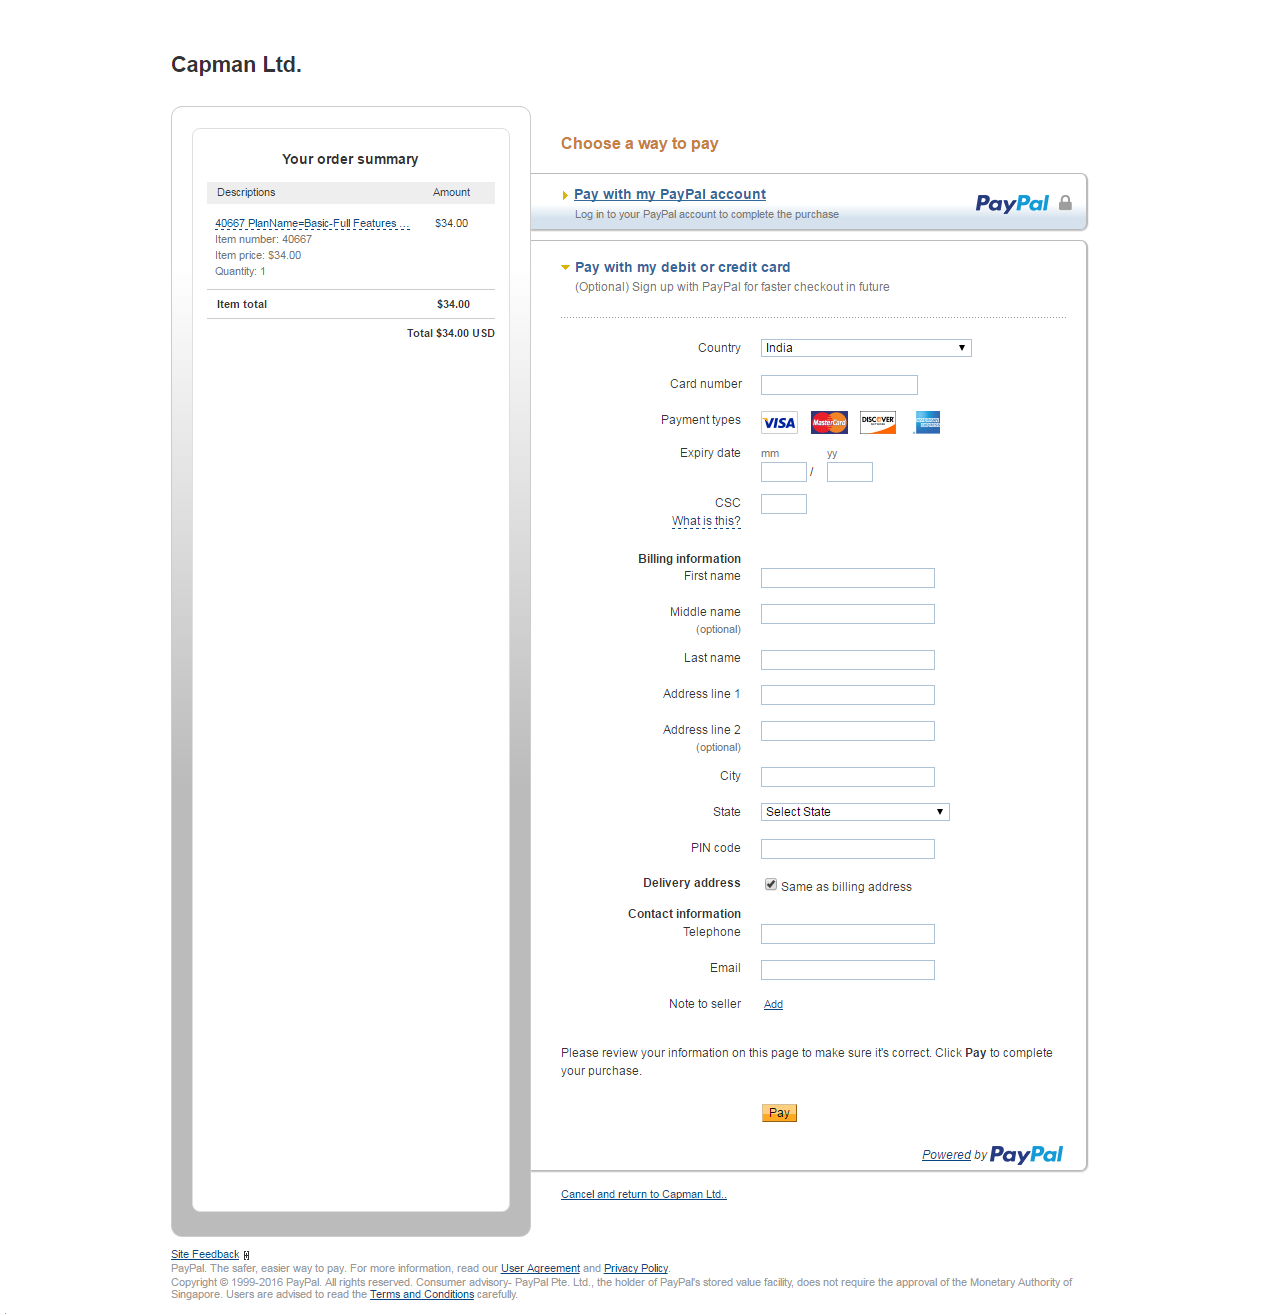 Capman Ltd.
Your order summary
Descriptions Amount
40667 PlanName=Basic-Full Features ... $34.00
Item number: 40667
Item price: $34.00
Quantity: 1
Item total $34.00
Total $34.00 USD
Choose a way to pay
Pay with my PayPal account
Log in to your PayPal account to complete the purchase
PayPal
Pay with my debit or credit card
(Optional) Sign up with PayPal for faster checkout in future
Country India
Card number
Payment types VISA MasterCard DISCOVER
Expiry date mm yy
/
CSC
What is this?
Billing information
First name
Middle name
(optional)
Last name
Address line 1
Address line 2
(optional)
City
State Select State
PIN code
Delivery address Same as billing address
Contact information
Telephone
Email
Note to seller Add
Please review your information on this page to make sure it's correct. Click Pay to complete
your purchase.
Pay
Powered by PayPal
Cancel and return to Capman Ltd..
Site Feedback [+]
PayPal. The safer, easier way to pay. For more information, read our User Agreement and Privacy Policy.
Copyright © 1999-2016 PayPal. All rights reserved. Consumer advisory- PayPal Pte. Ltd., the holder of PayPal's stored value facility, does not require the approval of the Monetary Authority of
Singapore. Users are advised to read the Terms and Conditions carefully.